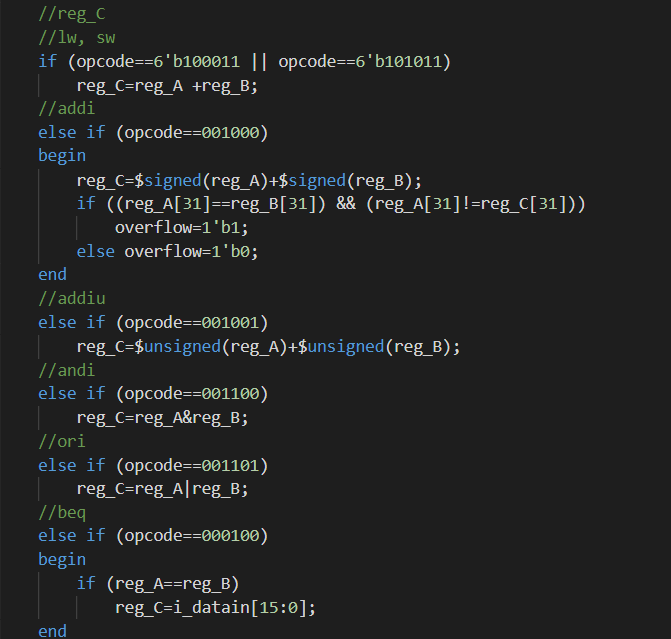 //reg_C
//lw, sw
if (opcode==6'b100011 || opcode==6'b101011)
reg_C=reg_A +reg_B;
//addi
else if (opcode==001000)
begin
reg_C=$signed(reg_A)+$signed(reg_B);
if ((reg_A[31]==reg_B[31]) && (reg_A[31]!=reg_C[31]))
overflow=1'b1;
else overflow=1'b0;
end
//addiu
else if (opcode==001001)
reg_C=$unsigned(reg_A)+$unsigned(reg_B);
//andi
else if (opcode==001100)
reg_C=reg_A&reg_B;
//ori
else if (opcode==001101)
reg_C=reg_A|reg_B;
//beq
else if (opcode==000100)
begin
if (reg_A==reg_B)
reg_C=i_datain[15:0];
end